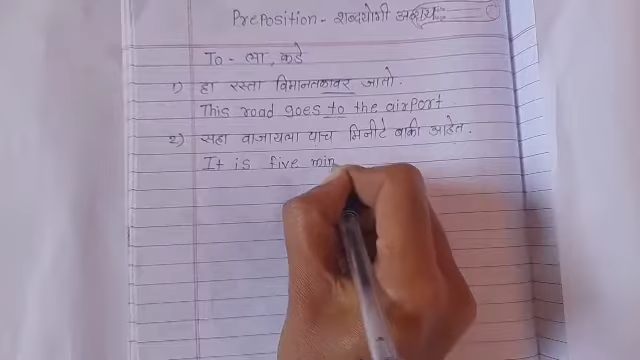 Preposition - शब्दयोगी अव्यय
To - ला, कडे
1) हा रस्ता विमानतळावर जातो.
This road goes to the airport
2) सहा वाजायला पाच मिनीटे बाकी आहेत.
It is five min